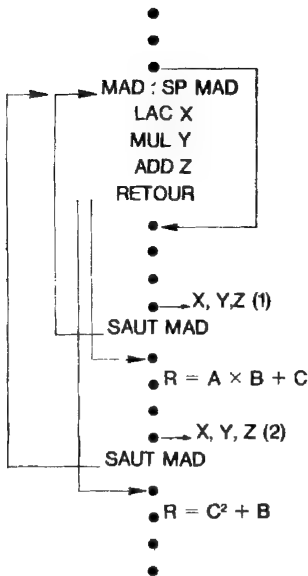 MAD : SP MAD
LAC X
MUL Y
ADD Z
RETOUR
X, Y,Z (1)
SAUT MAD
R = A × B + C
X, Y, Z (2)
SAUT MAD
R = C² + B